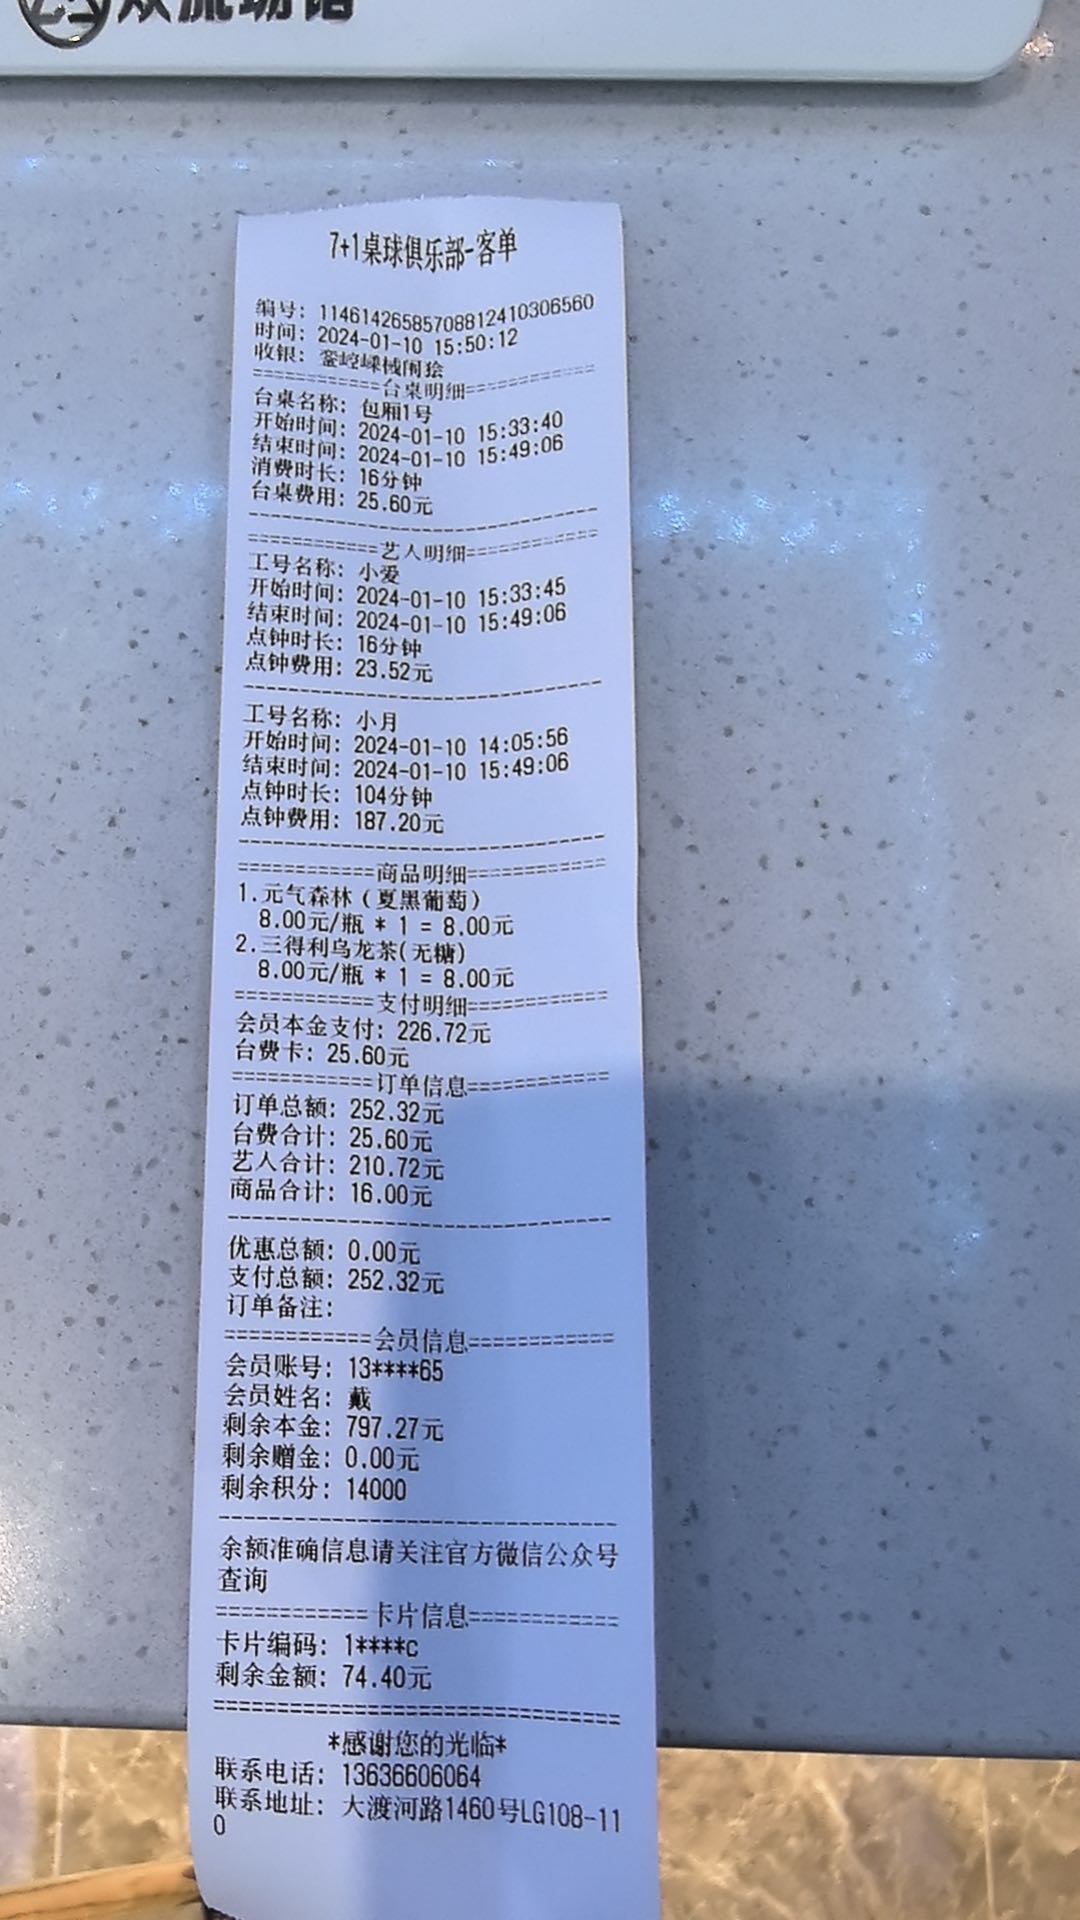 7+1桌球俱乐部-客单
编号: 1146142658570881241030​6560
时间: 2024-01-10 15:50:12
收银:
============台桌明细============
台桌名称: 包厢1号
开始时间: 2024-01-10 15:33:40
结束时间: 2024-01-10 15:49:06
消费时长: 16分钟
台桌费用: 25.60元
------------------------------
============艺人明细============
工号名称: 小爱
开始时间: 2024-01-10 15:33:45
结束时间: 2024-01-10 15:49:06
点钟时长: 16分钟
点钟费用: 23.52元
------------------------------
工号名称: 小月
开始时间: 2024-01-10 14:05:56
结束时间: 2024-01-10 15:49:06
点钟时长: 104分钟
点钟费用: 187.20元
------------------------------
============商品明细============
1.元气森林(夏黑葡萄)
8.00元/瓶 * 1 = 8.00元
2.三得利乌龙茶(无糖)
8.00元/瓶 * 1 = 8.00元
============支付明细============
会员本金支付: 226.72元
台费卡: 25.60元
============订单信息============
订单总额: 252.32元
台费合计: 25.60元
艺人合计: 210.72元
商品合计: 16.00元
------------------------------
优惠总额: 0.00元
支付总额: 252.32元
订单备注:
============会员信息============
会员账号: 13****65
会员姓名: 戴
剩余本金: 797.27元
剩余赠金: 0.00元
剩余积分: 14000
------------------------------
余额准确信息请关注官方微信公众号
查询
============卡片信息============
卡片编码: 1****c
剩余金额: 74.40元
================================
*感谢您的光临*
联系电话: 13636606064
联系地址: 大渡河路1460号LG108-11
0